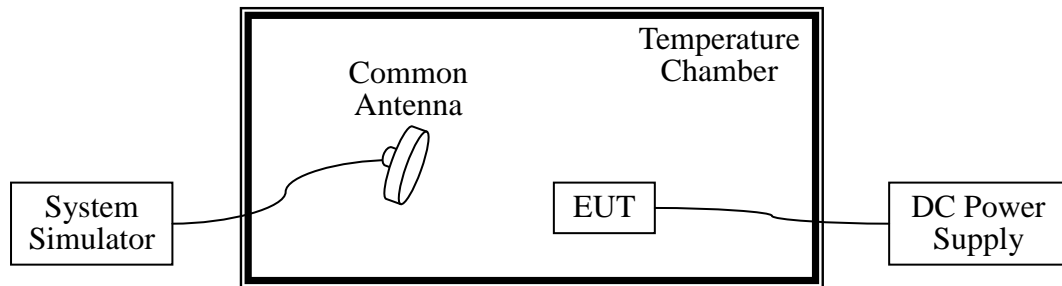 Temperature
Chamber
Common
Antenna
System
Simulator
EUT
DC Power
Supply